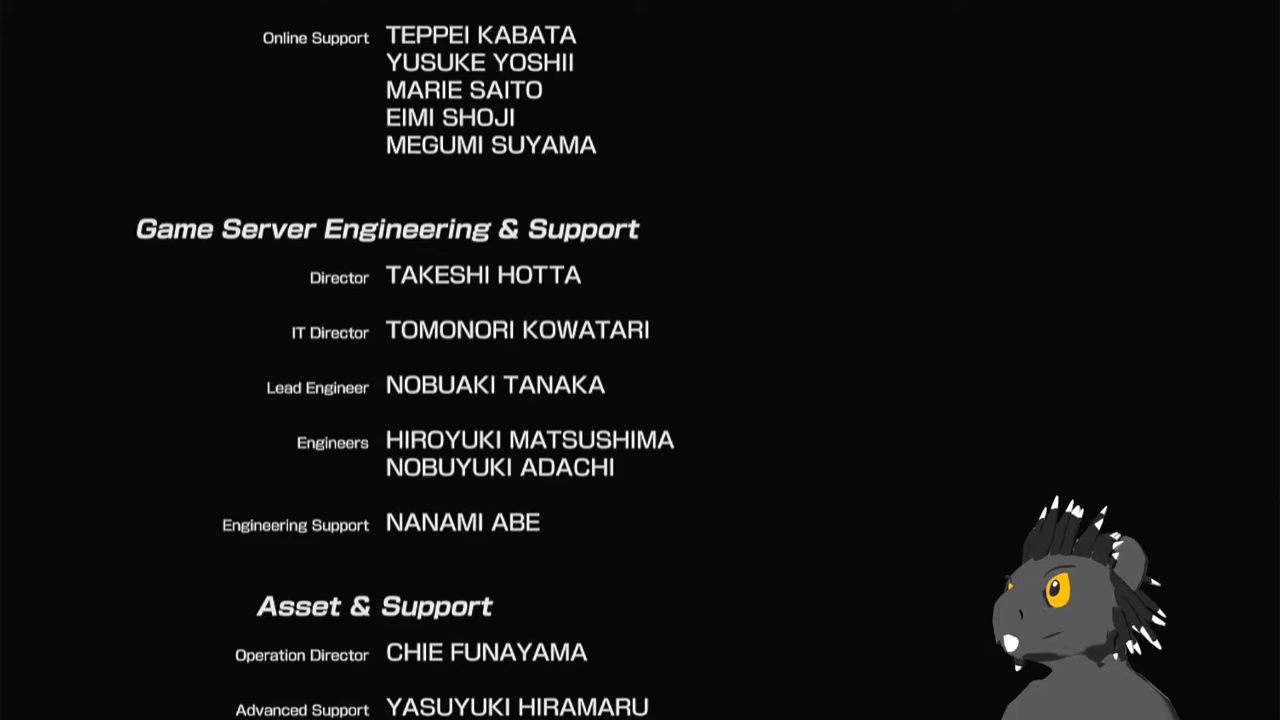 Online Support TEPPEI KABATA
YUSUKE YOSHII
MARIE SAITO
EIMI SHOJI
MEGUMI SUYAMA
Game Server Engineering & Support
Director TAKESHI HOTTA
IT Director TOMONORI KOWATARI
Lead Engineer NOBUAKI TANAKA
Engineers HIROYUKI MATSUSHIMA
NOBUYUKI ADACHI
Engineering Support NANAMI ABE
Asset & Support
Operation Director CHIE FUNAYAMA
Advanced Support YASUYUKI HIRAMARU